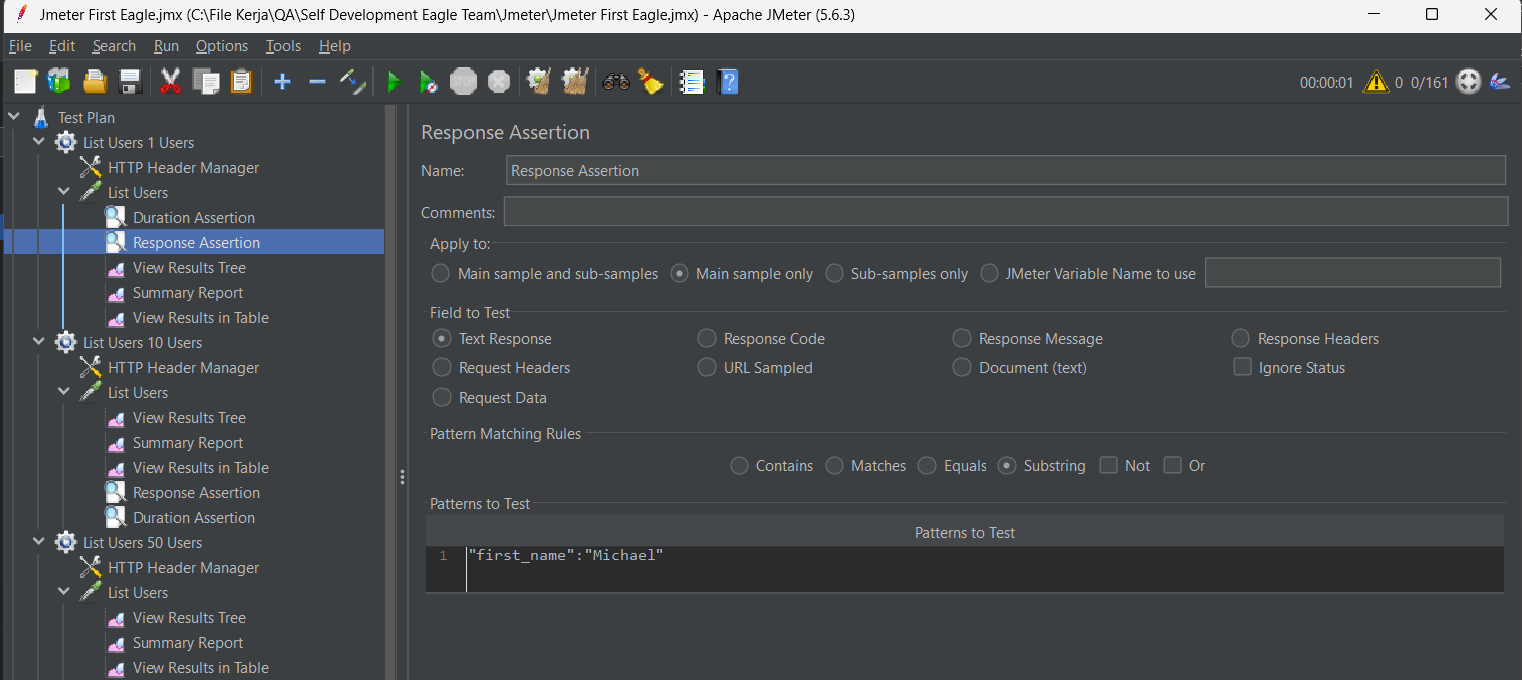 Jmeter First Eagle.jmx (C:\File Kerja\QA\Self Development Eagle Team\Jmeter\Jmeter First Eagle.jmx) - Apache JMeter (5.6.3)
File Edit Search Run Options Tools Help
STOP 00:00:01 0 0/161
Test Plan
List Users 1 Users
HTTP Header Manager
List Users
Duration Assertion
Response Assertion
View Results Tree
Summary Report
View Results in Table
List Users 10 Users
HTTP Header Manager
List Users
View Results Tree
Summary Report
View Results in Table
Response Assertion
Duration Assertion
List Users 50 Users
HTTP Header Manager
List Users
View Results Tree
Summary Report
View Results in Table
Response Assertion
Name: Response Assertion
Comments:
Apply to:
Main sample and sub-samples Main sample only Sub-samples only JMeter Variable Name to use
Field to Test
Text Response Response Code Response Message Response Headers
Request Headers URL Sampled Document (text) Ignore Status
Request Data
Pattern Matching Rules
Contains Matches Equals Substring Not Or
Patterns to Test
Patterns to Test
1 "first_name":"Michael"